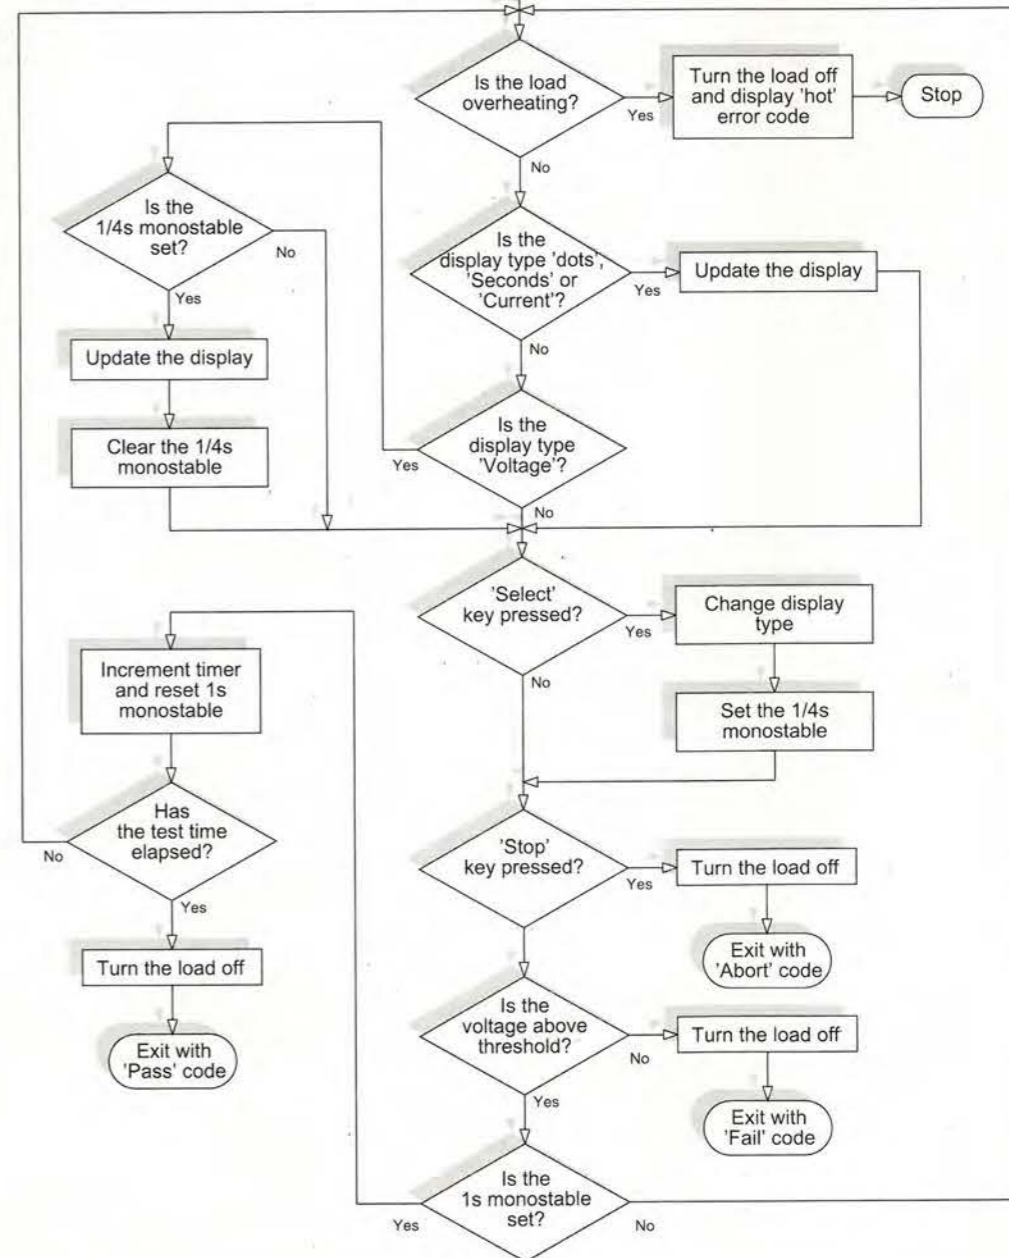 Is the load
overheating?
Yes
Turn the load off
and display 'hot'
error code
Stop
No
Is the
1/4s monostable
set?
No
Yes
Update the display
Clear the 1/4s
monostable
Is the
display type 'dots',
'Seconds' or
'Current'?
Yes
Update the display
No
Is the
display type
'Voltage'?
Yes
No
'Select'
key pressed?
Yes
Change display
type
Set the 1/4s
monostable
No
Increment timer
and reset 1s
monostable
Has
the test time
elapsed?
No
Yes
Turn the load off
Exit with
'Pass' code
'Stop'
key pressed?
Yes
Turn the load off
Exit with
'Abort' code
Is the
voltage above
threshold?
No
Turn the load off
Exit with
'Fail' code
Yes
Is the
1s monostable
set?
Yes
No